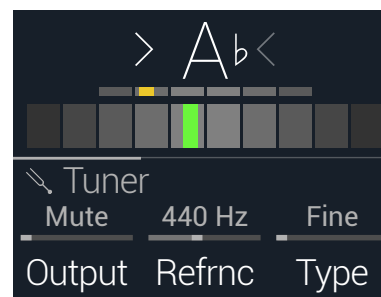 > A♭ <
Tuner
Mute 440 Hz Fine
Output Refrnc Type